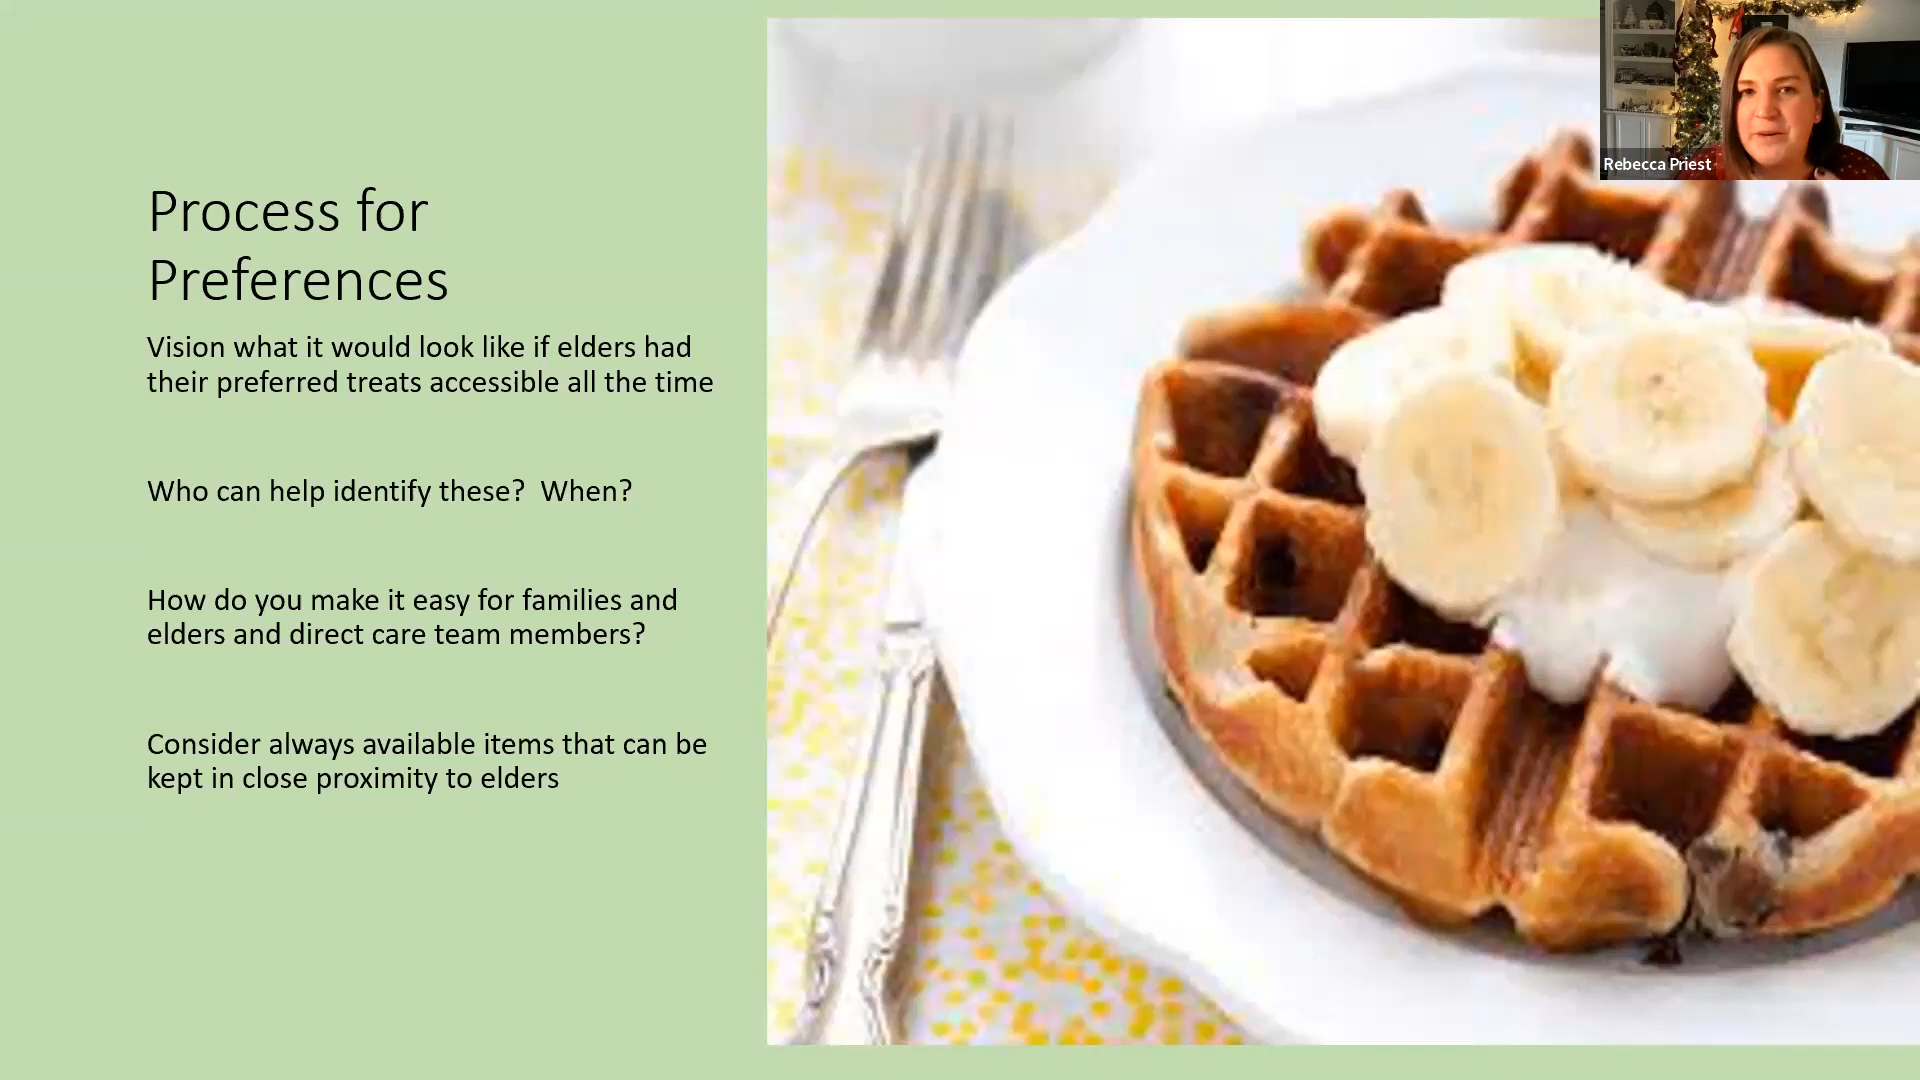 Process for
Preferences
Vision what it would look like if elders had
their preferred treats accessible all the time
Who can help identify these?  When?
How do you make it easy for families and
elders and direct care team members?
Consider always available items that can be
kept in close proximity to elders
Rebecca Priest